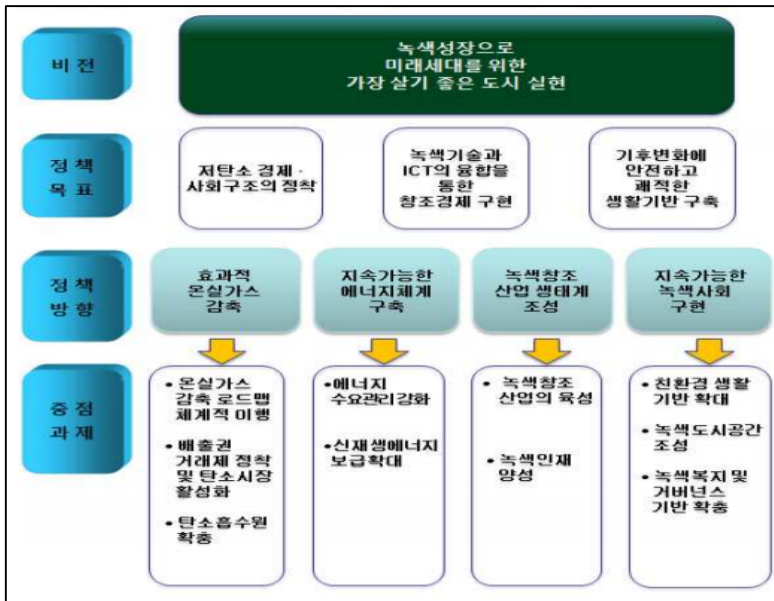 비 전
녹색성장으로
미래세대를 위한
가장 살기 좋은 도시 실현
정 책
목 표
저탄소 경제 ·
사회구조의 정착
녹색기술과
ICT의 융합을
통한
창조경제 구현
기후변화에
안전하고
쾌적한
생활기반 구축
정 책
방 향
효과적
온실가스
감축
지속가능한
에너지체계
구축
녹색창조
산업 생태계
조성
지속가능한
녹색사회
구현
중 점
과 제
• 온실가스
감축 로드맵
체계적 이행
• 배출권
거래제 정착
및 탄소시장
활성화
• 탄소흡수원
확충
•에너지
수요관리 강화
•신재생에너지
보급확대
• 녹색창조
산업의 육성
• 녹색인재
양성
• 친환경 생활
기반 확대
• 녹색도시공간
조성
• 녹색복지 및
거버넌스
기반 확충